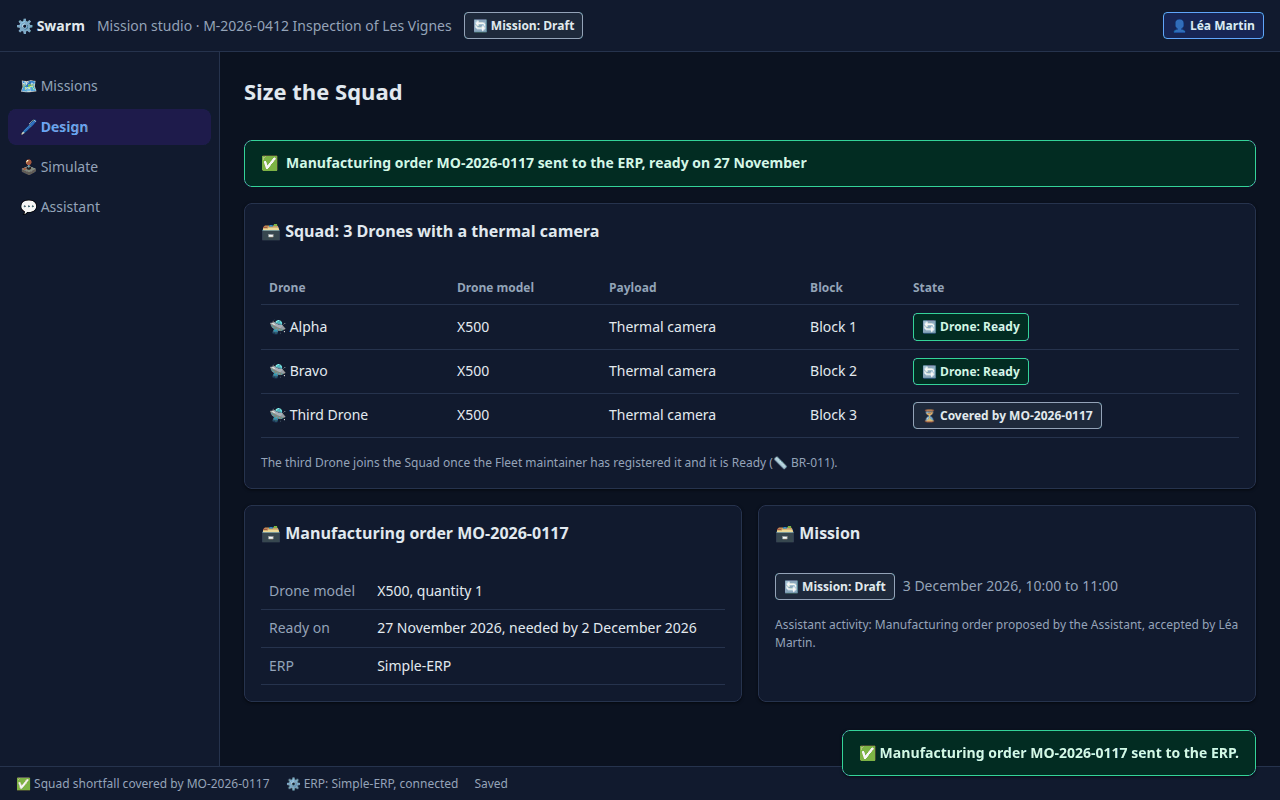 ⚙️ Swarm Mission studio · M-2026-0412 Inspection of Les Vignes 🔄 Mission: Draft 👤 Léa Martin
🗺️ Missions
🖊️ Design
🕹️ Simulate
💬 Assistant
Size the Squad
✅ Manufacturing order MO-2026-0117 sent to the ERP, ready on 27 November
🗃️ Squad: 3 Drones with a thermal camera
Drone Drone model Payload Block State
🛸 Alpha X500 Thermal camera Block 1 🔄 Drone: Ready
🛸 Bravo X500 Thermal camera Block 2 🔄 Drone: Ready
🛸 Third Drone X500 Thermal camera Block 3 ⏳ Covered by MO-2026-0117
The third Drone joins the Squad once the Fleet maintainer has registered it and it is Ready (📏 BR-011).
🗃️ Manufacturing order MO-2026-0117
Drone model X500, quantity 1
Ready on 27 November 2026, needed by 2 December 2026
ERP Simple-ERP
🗃️ Mission
🔄 Mission: Draft 3 December 2026, 10:00 to 11:00
Assistant activity: Manufacturing order proposed by the Assistant, accepted by Léa
Martin.
✅ Manufacturing order MO-2026-0117 sent to the ERP.
✅ Squad shortfall covered by MO-2026-0117 ⚙️ ERP: Simple-ERP, connected Saved